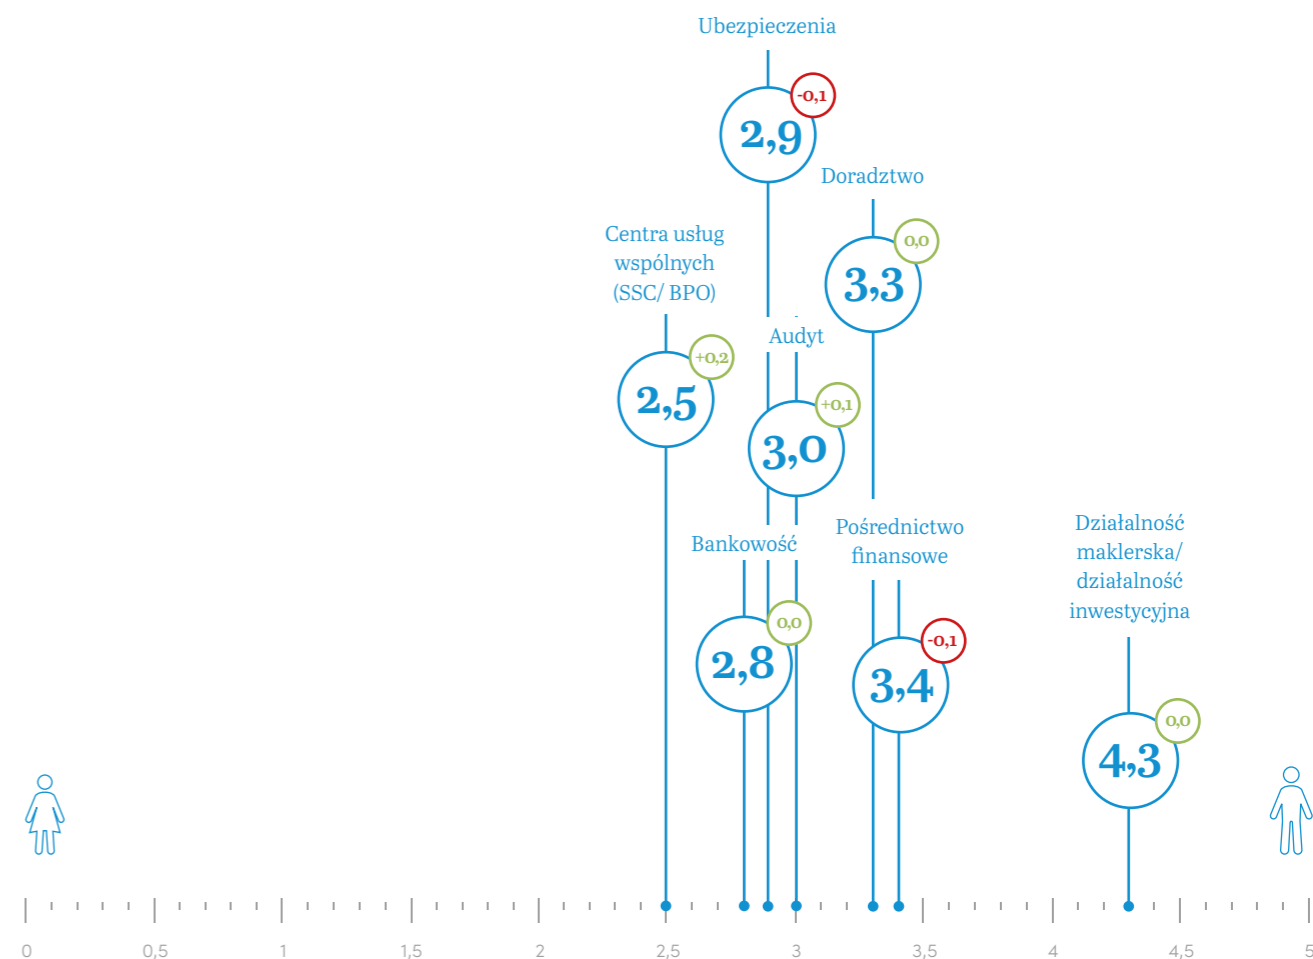 Ubezpieczenia
-0,1
2,9
Doradztwo
0,0
3,3
Centra usług
wspólnych
(SSC/ BPO)
+0,2
2,5
Audyt
+0,1
3,0
Bankowość
0,0
2,8
Pośrednictwo
finansowe
-0,1
3,4
Działalność
maklerska/
działalność
inwestycyjna
0,0
4,3
0 0,5 1 1,5 2 2,5 3 3,5 4 4,5 5